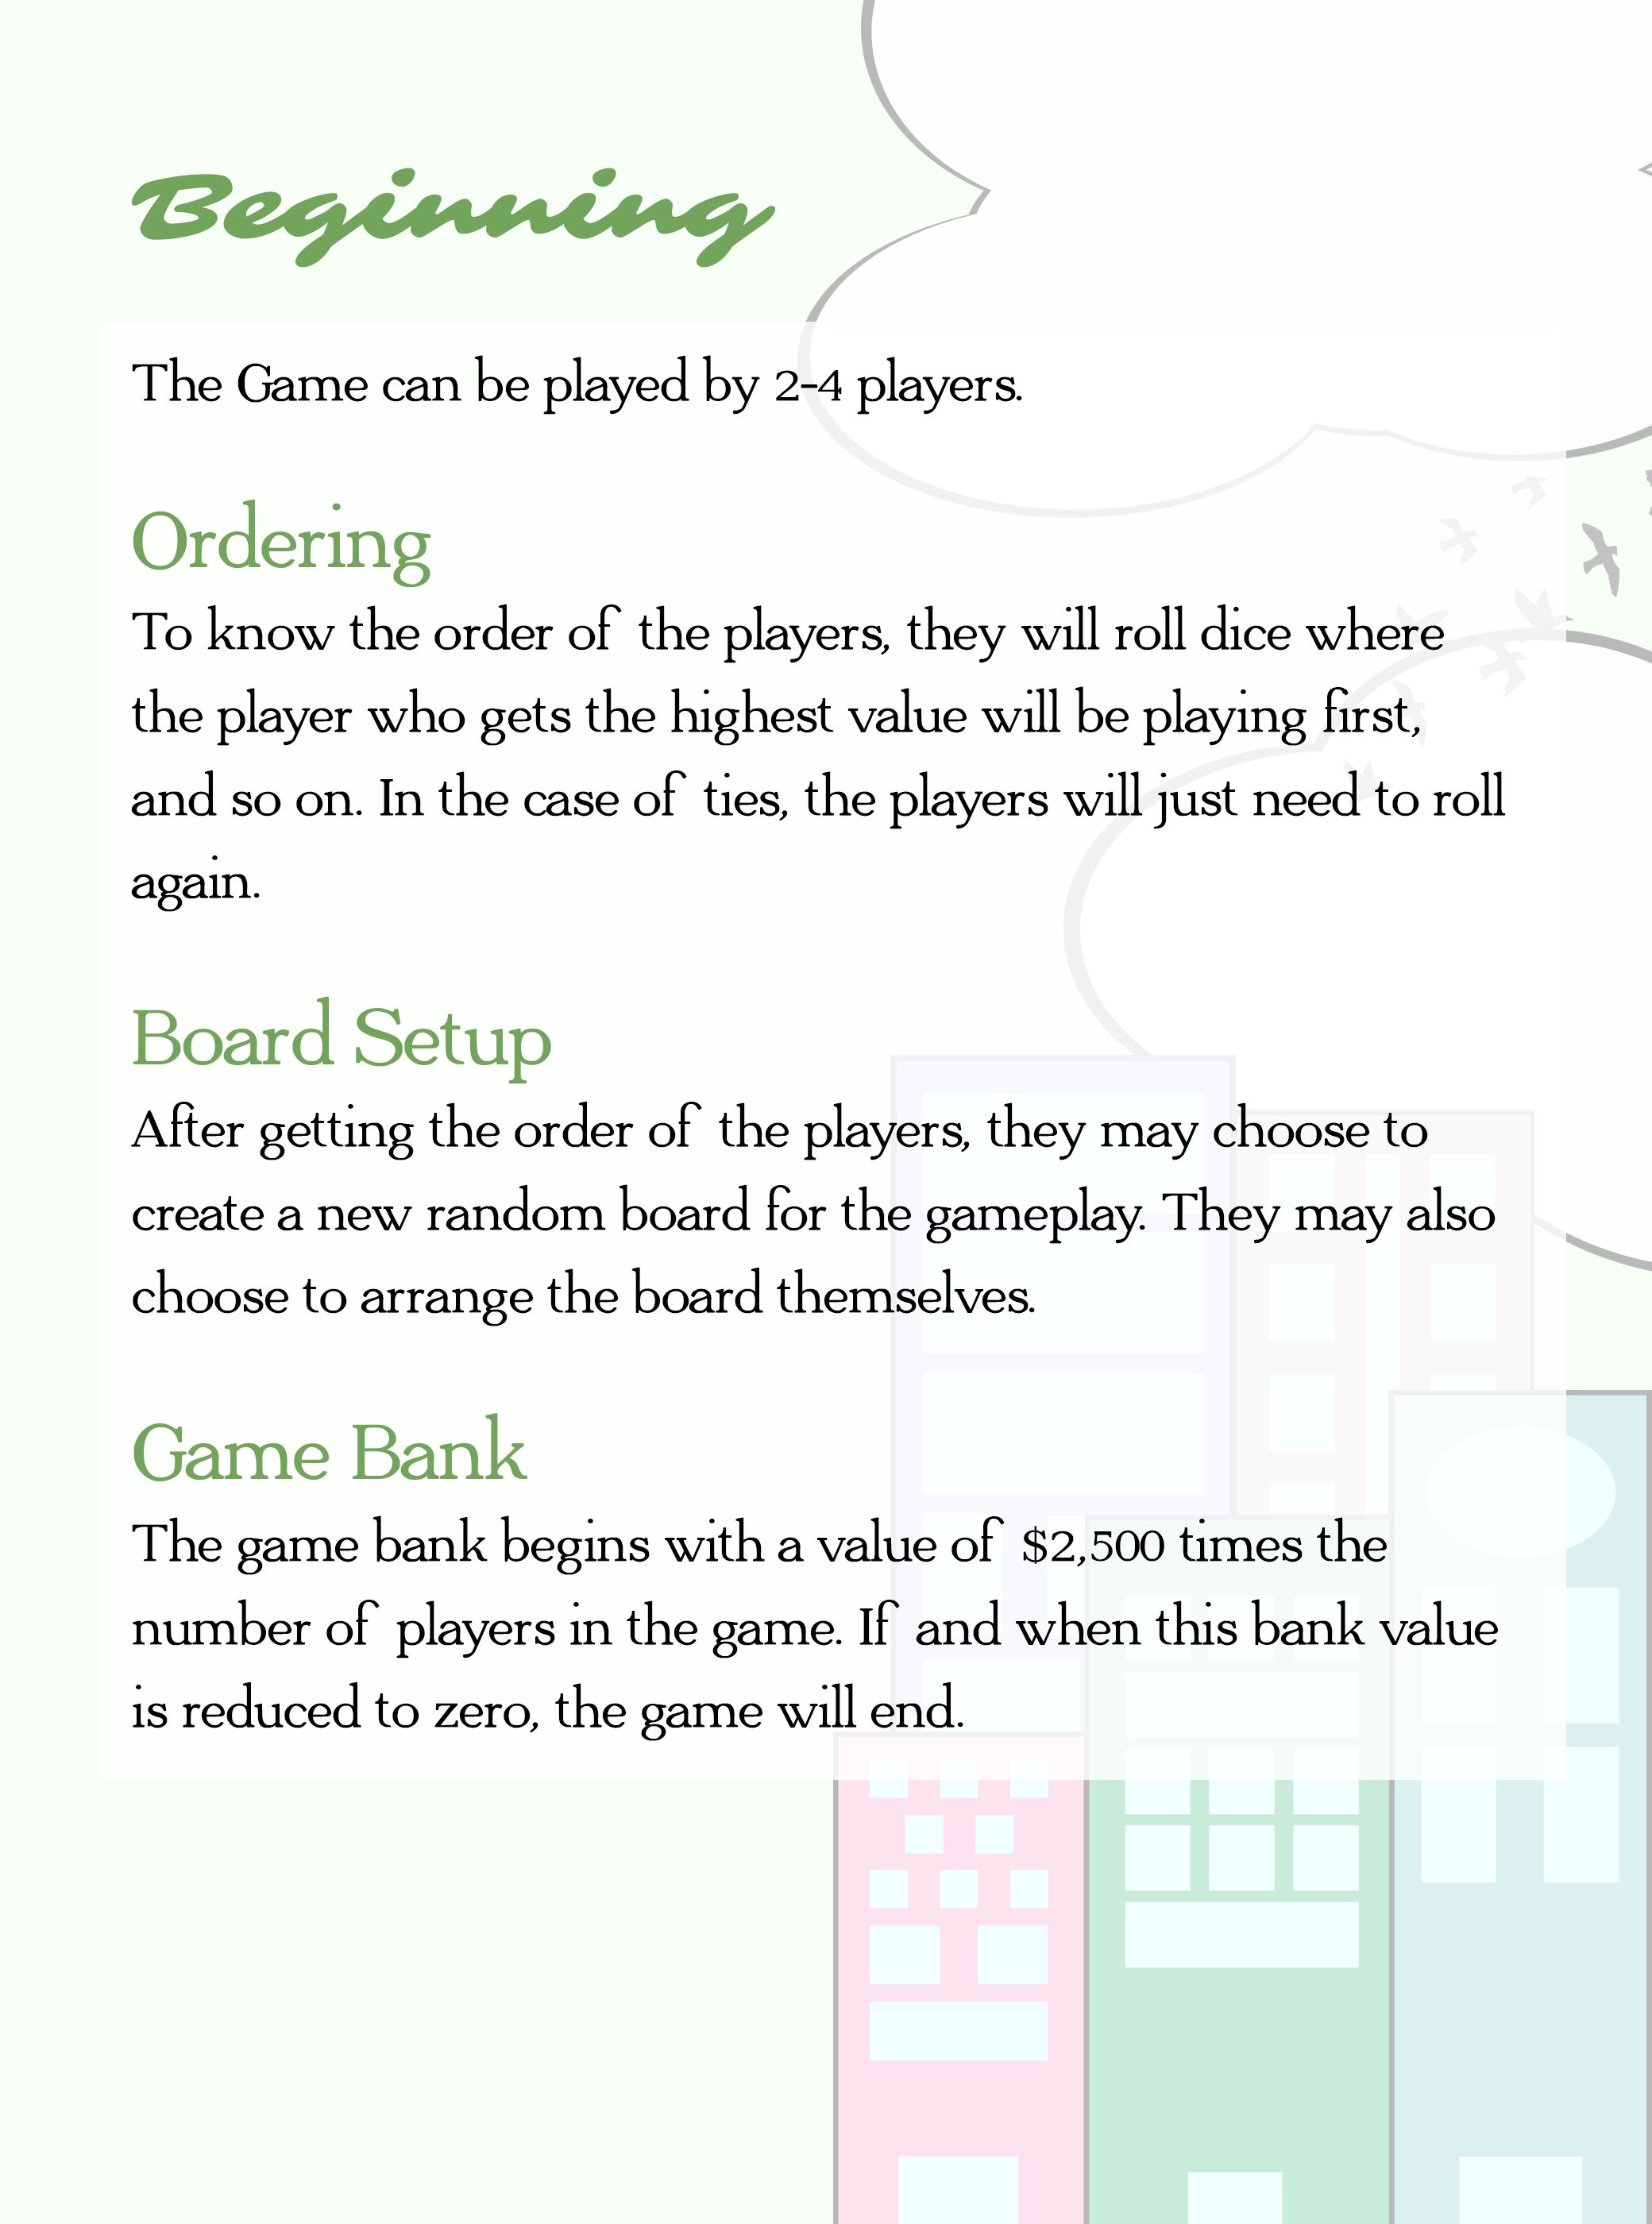 Beginning
The Game can be played by 2-4 players.
Ordering
To know the order of the players, they will roll dice where
the player who gets the highest value will be playing first,
and so on. In the case of ties, the players will just need to roll
again.
Board Setup
After getting the order of the players, they may choose to
create a new random board for the gameplay. They may also
choose to arrange the board themselves.
Game Bank
The game bank begins with a value of $2,500 times the
number of players in the game. If and when this bank value
is reduced to zero, the game will end.